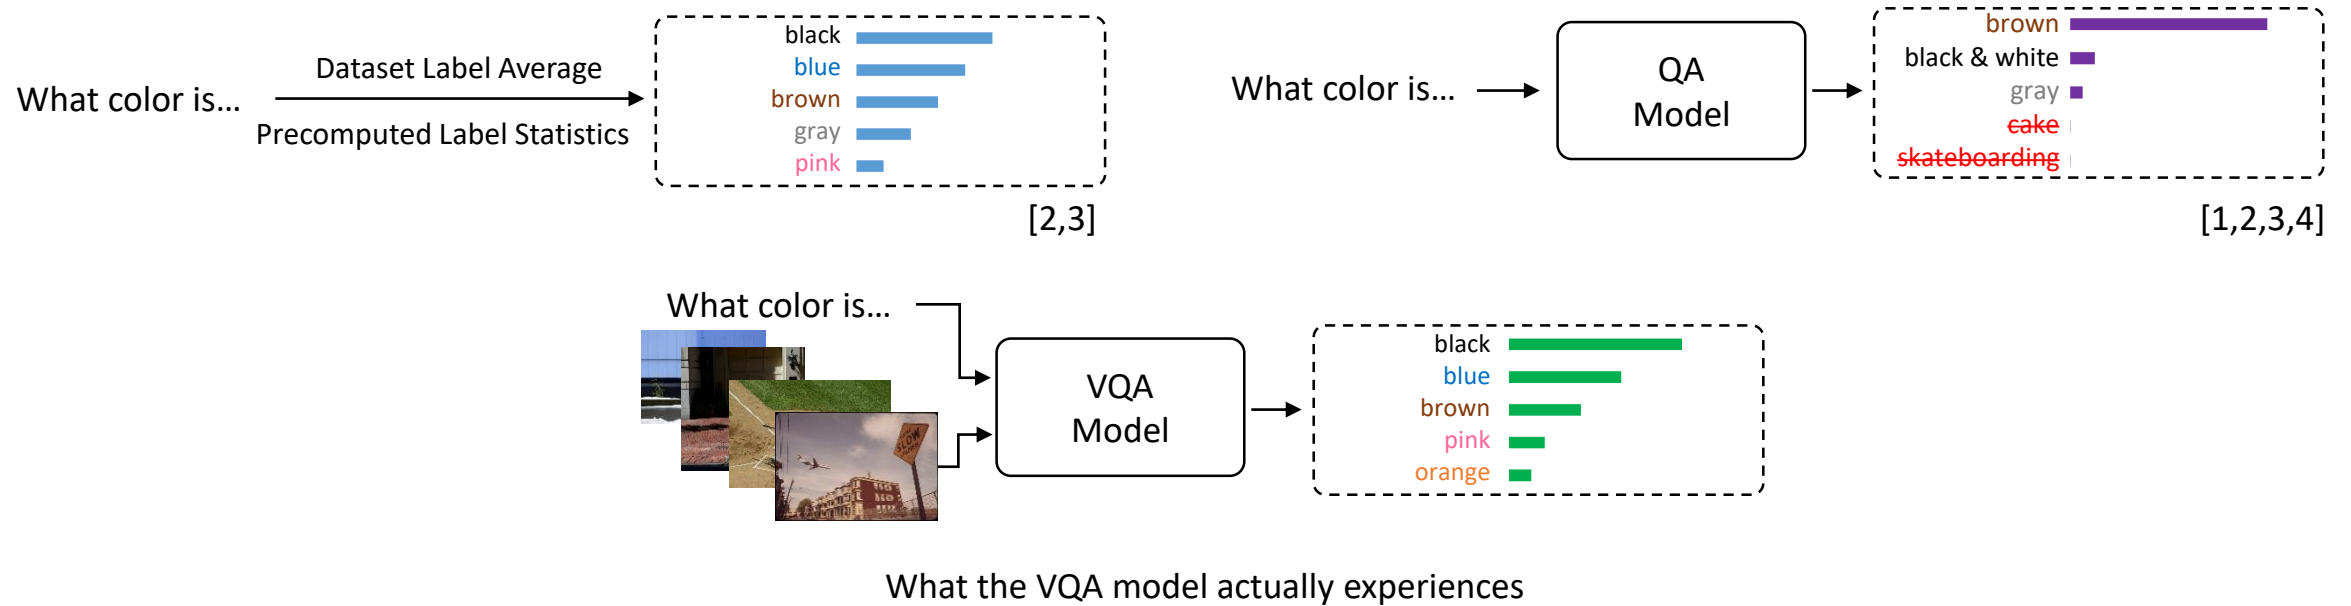 What color is...
Dataset Label Average
Precomputed Label Statistics
black
blue
brown
gray
pink
[2,3]
What color is...
QA
Model
brown
black & white
gray
cake
skateboarding
[1,2,3,4]
What color is...
SLOW
VQA
Model
black
blue
brown
pink
orange
What the VQA model actually experiences